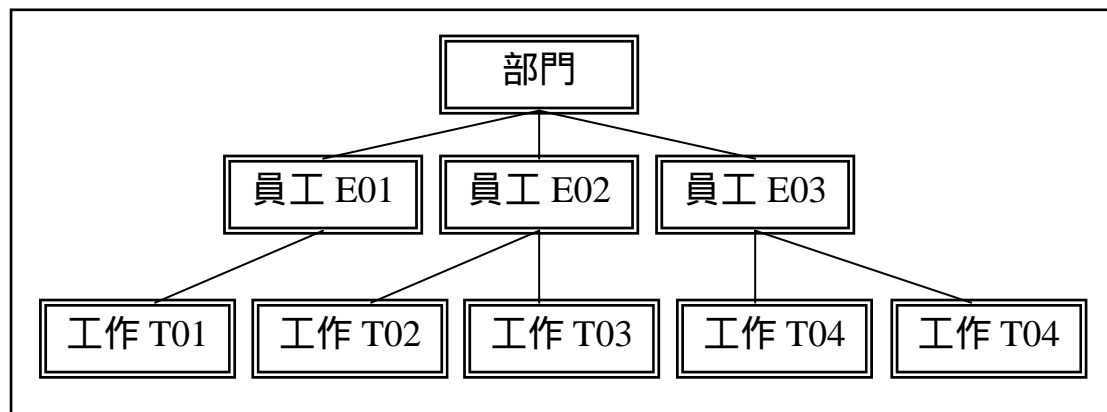 部門
員工 E01 員工 E02 員工 E03
工作 T01 工作 T02 工作 T03 工作 T04 工作 T04